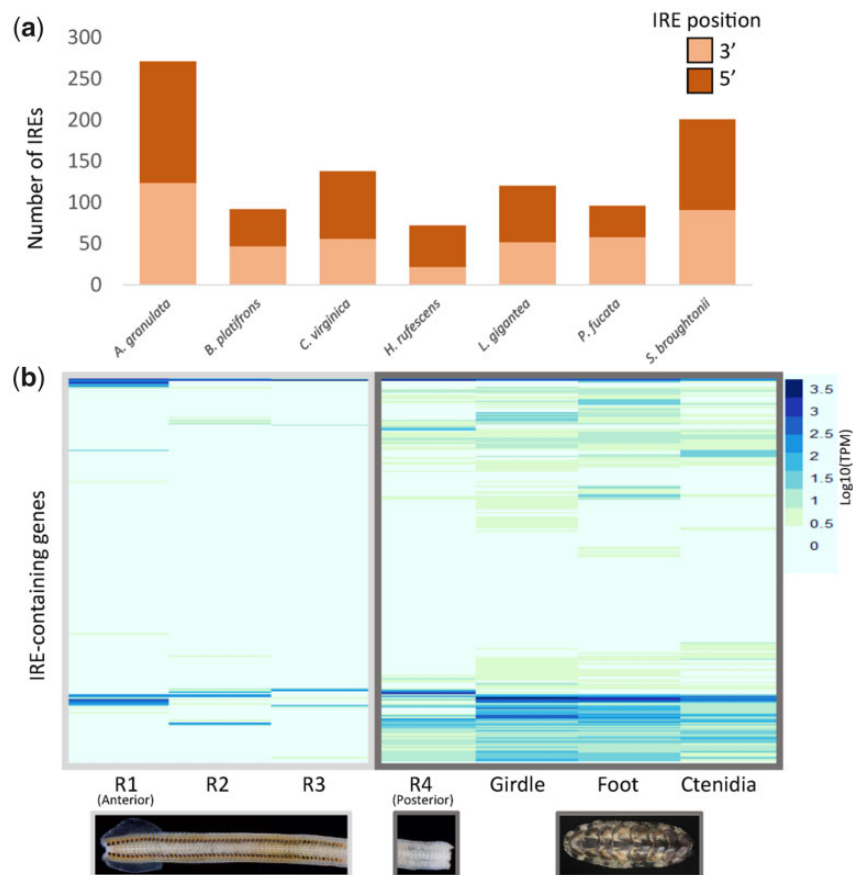 (a)
IRE position
3′
5′
Number of IREs
300
250
200
150
100
50
0
A. granulata
B. platifrons
C. virginica
H. rufescens
L. gigantea
P. fucata
S. broughtonii
(b)
IRE-containing genes
3.5
3
2.5
2
1.5
1
0.5
0
Log10(TPM)
R1 R2 R3 R4 Girdle Foot Ctenidia
(Anterior) (Posterior)